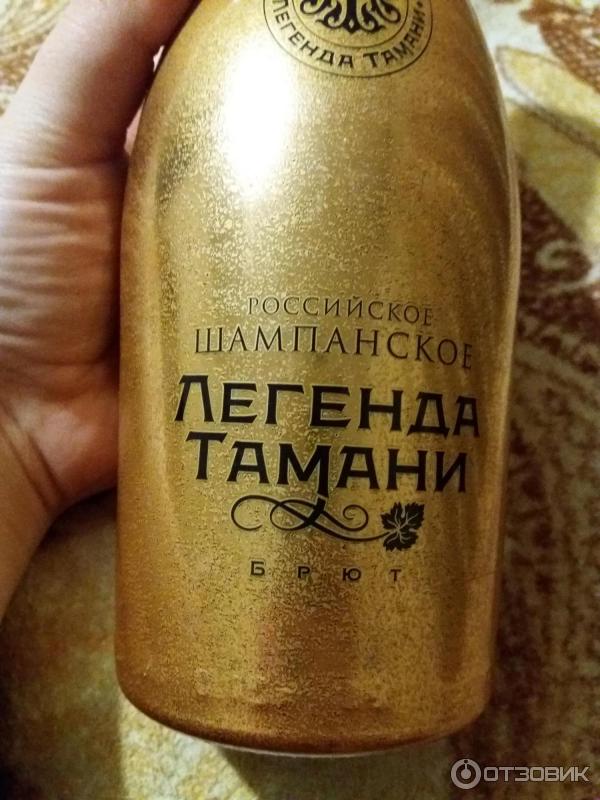 ЛЕГЕНДА ТАМАНИ
РОССИЙСКОЕ
ШАМПАНСКОЕ
ЛЕГЕНДА
ТАМАНИ
БРЮТ
ОТЗОВИК